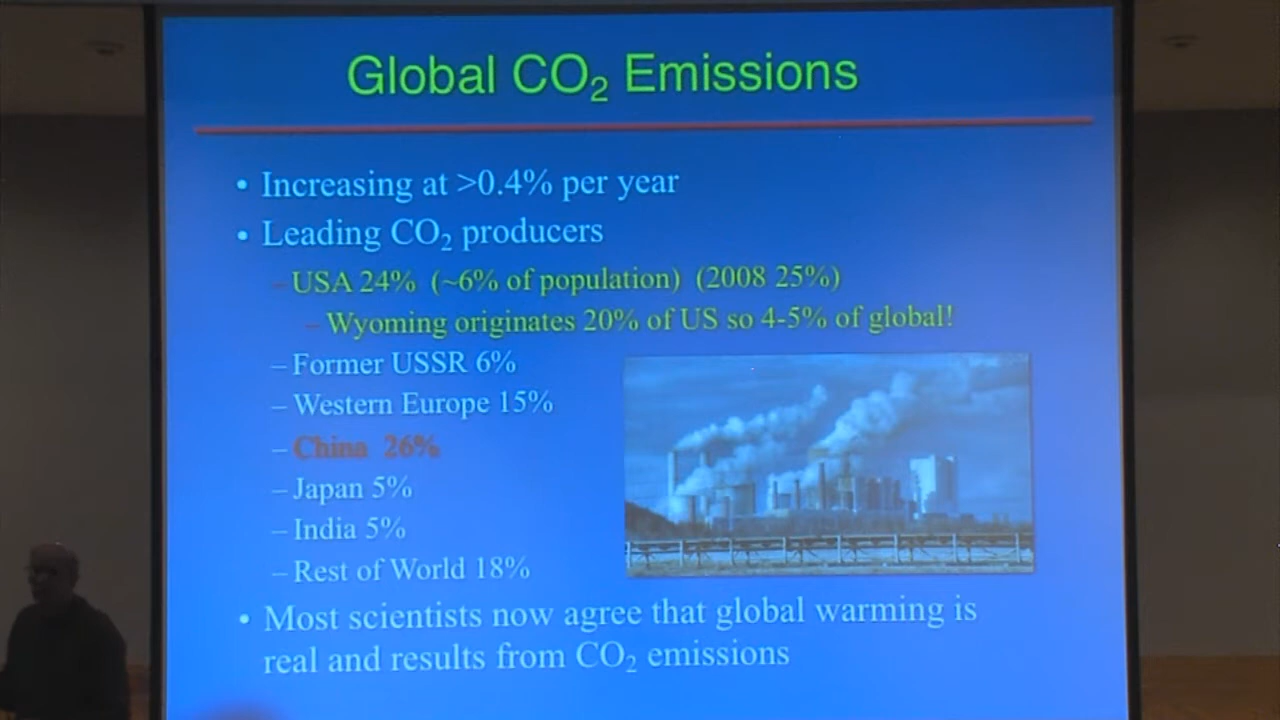 Global CO₂ Emissions
• Increasing at >0.4% per year
• Leading CO₂ producers
– USA 24% (~6% of population) (2008 25%)
– Wyoming originates 20% of US so 4-5% of global!
– Former USSR 6%
– Western Europe 15%
– China 26%
– Japan 5%
– India 5%
– Rest of World 18%
• Most scientists now agree that global warming is
real and results from CO₂ emissions